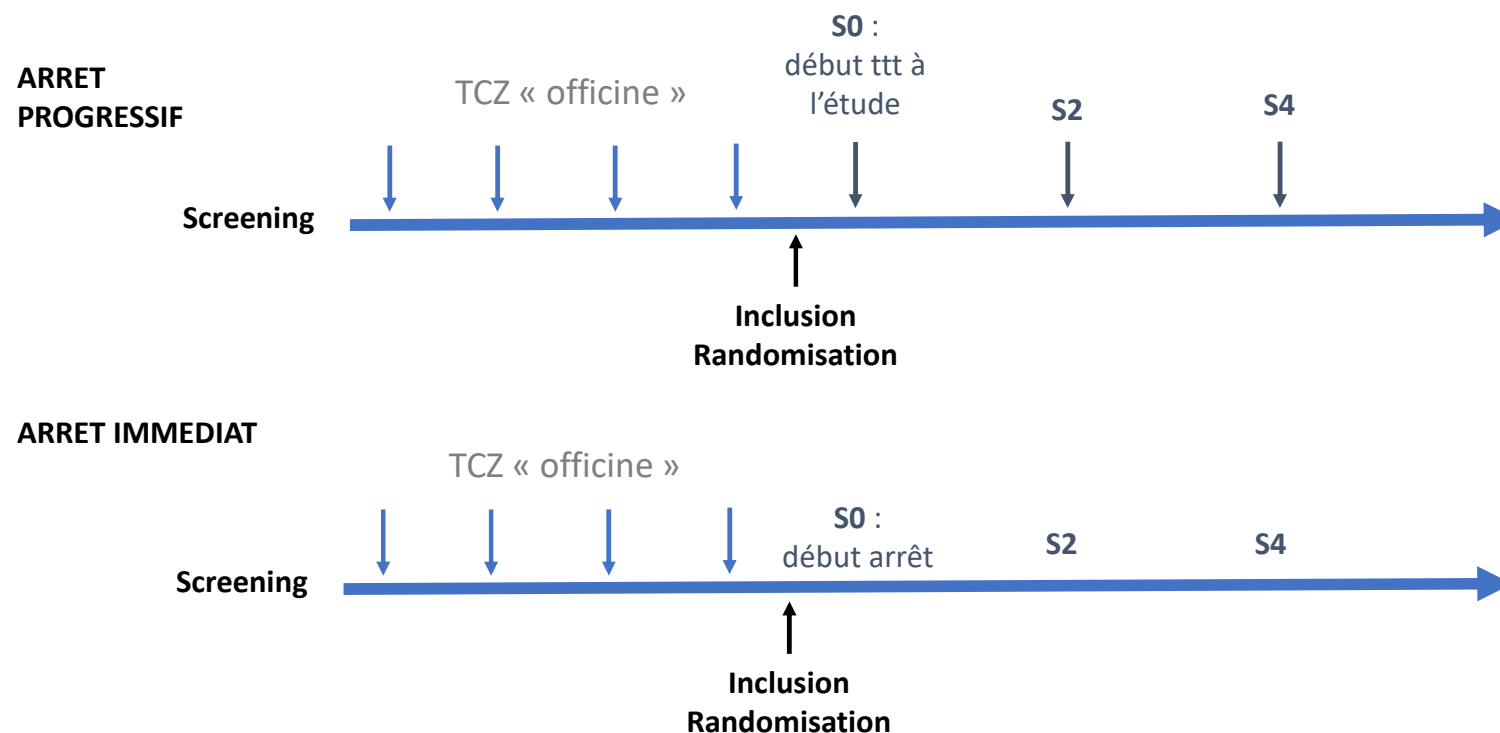 S0 :
début ttt à
l'étude
ARRET
PROGRESSIF
TCZ « officine »
S2
S4
Screening
Inclusion
Randomisation
ARRET IMMEDIAT
TCZ « officine »
S0 :
début arrêt
S2
S4
Screening
Inclusion
Randomisation